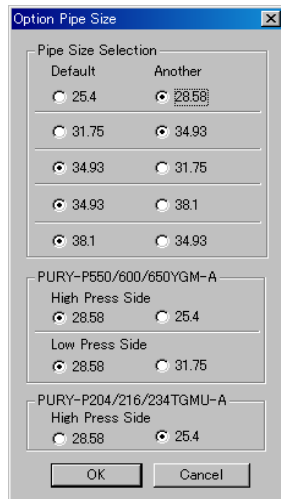 Option Pipe Size
Pipe Size Selection
Default Another
25.4 28.58
31.75 34.93
34.93 31.75
34.93 38.1
38.1 34.93
PURY-P550/600/650YGM-A
High Press Side
28.58 25.4
Low Press Side
28.58 31.75
PURY-P204/216/234TGMU-A
High Press Side
28.58 25.4
OK Cancel